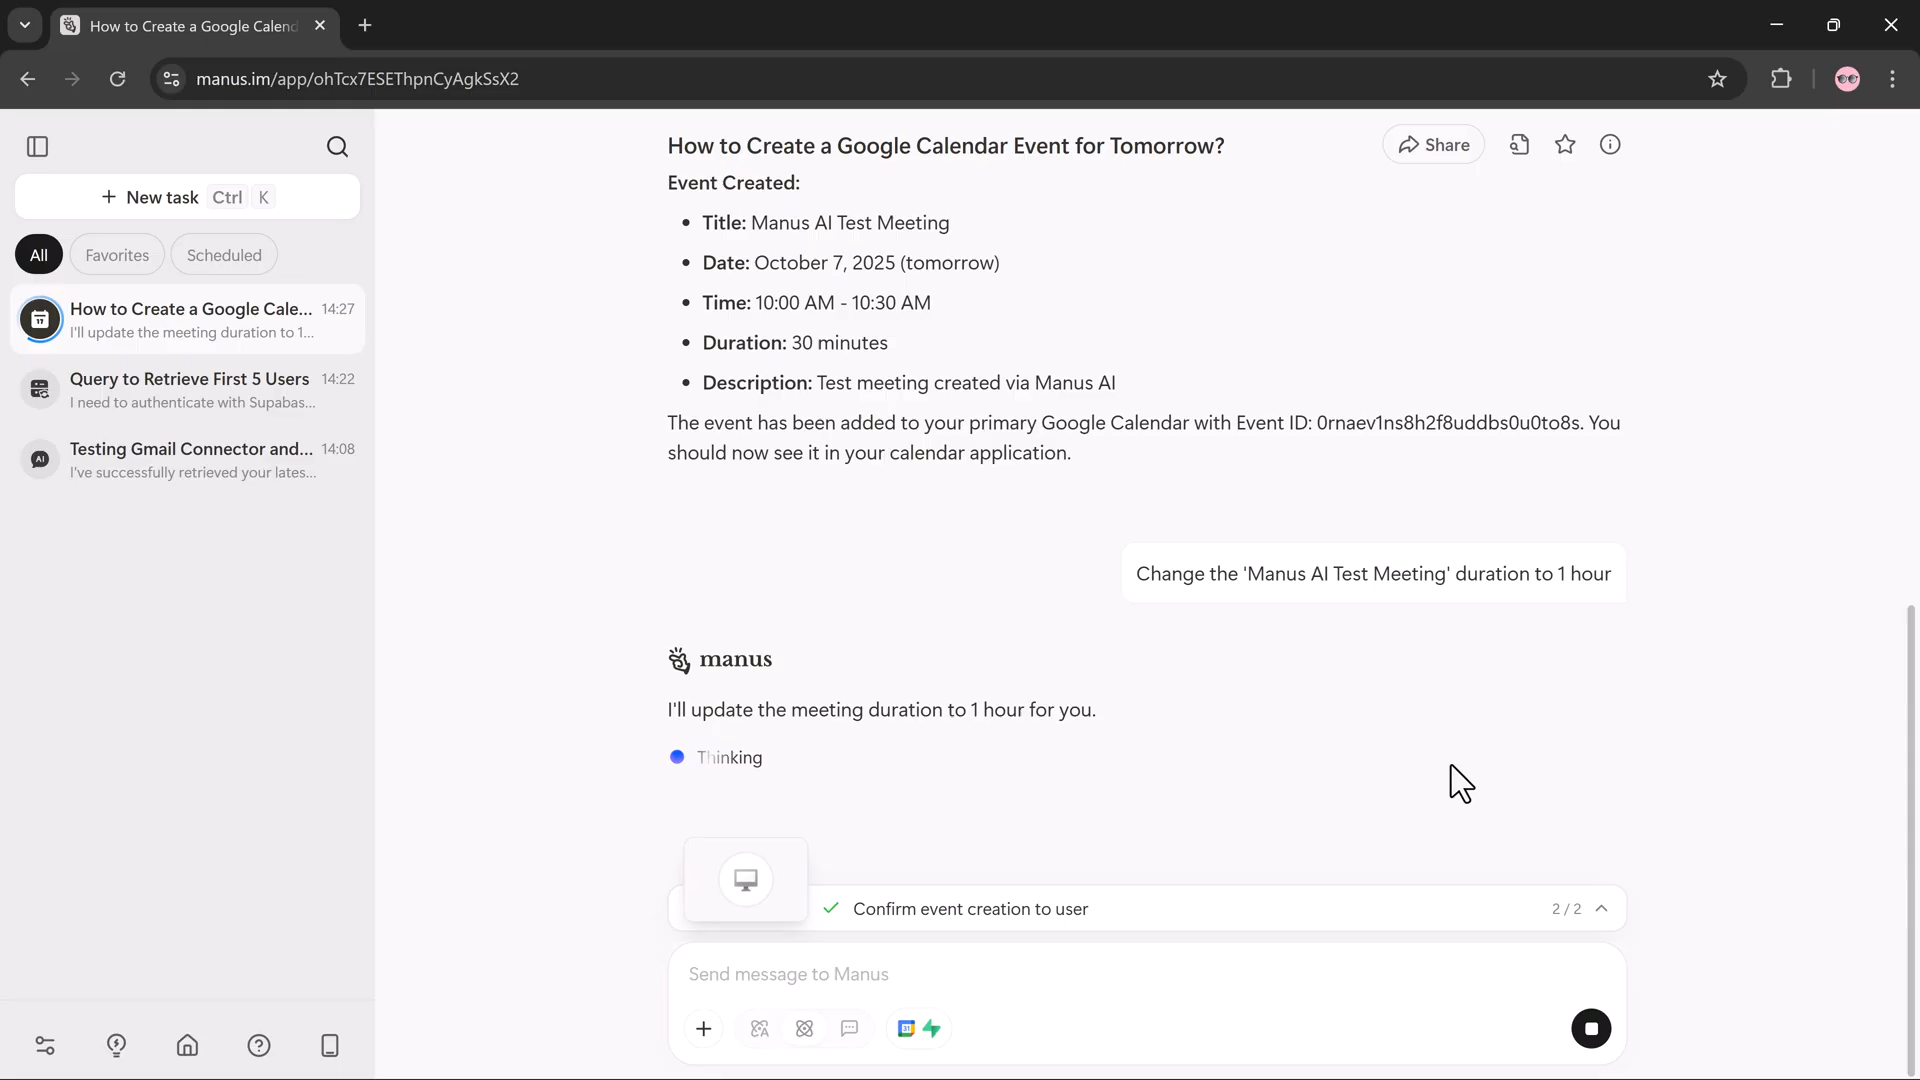 How to Create a Google Calend
manus.im/app/ohTcx7ESEThpnCyAgkSsX2
New task Ctrl K
All Favorites Scheduled
How to Create a Google Cale... 14:27
I'll update the meeting duration to 1...
Query to Retrieve First 5 Users 14:22
I need to authenticate with Supabas...
AI
Testing Gmail Connector and... 14:08
I've successfully retrieved your lates...
How to Create a Google Calendar Event for Tomorrow?
Share
Event Created:
• Title: Manus AI Test Meeting
• Date: October 7, 2025 (tomorrow)
• Time: 10:00 AM - 10:30 AM
• Duration: 30 minutes
• Description: Test meeting created via Manus AI
The event has been added to your primary Google Calendar with Event ID: 0rnaev1ns8h2f8uddbs0u0to8s. You
should now see it in your calendar application.
Change the 'Manus AI Test Meeting' duration to 1 hour
manus
I'll update the meeting duration to 1 hour for you.
Thinking
Confirm event creation to user 2 / 2
Send message to Manus
31